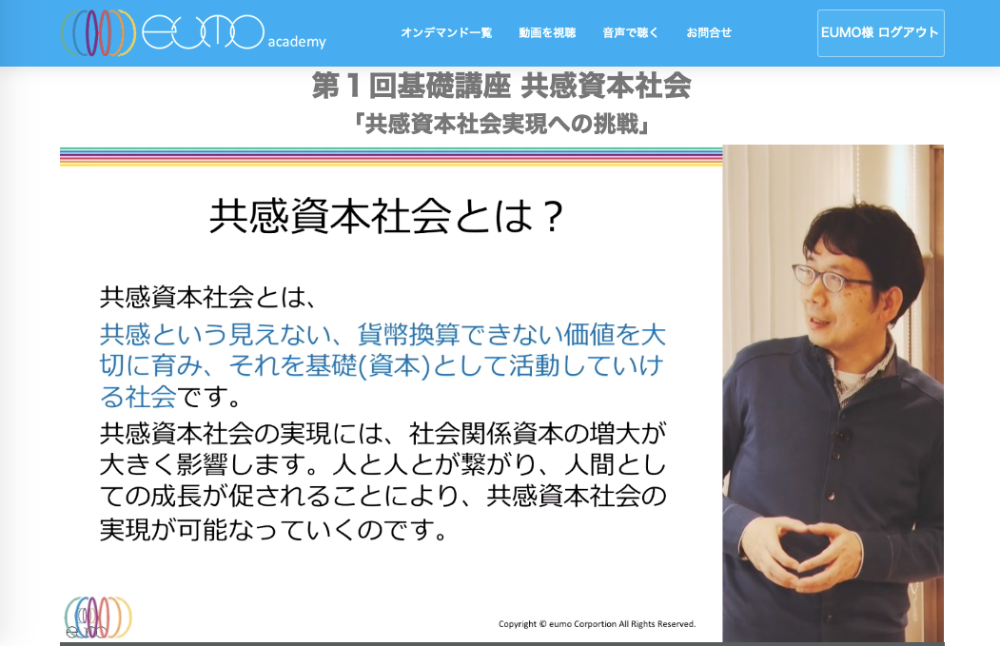 eumo academy
オンデマンド一覧 動画を視聴 音声で聴く お問合せ EUMO様 ログアウト
第１回基礎講座 共感資本社会
「共感資本社会実現への挑戦」
共感資本社会とは？
共感資本社会とは、
共感という見えない、貨幣換算できない価値を大
切に育み、それを基礎(資本)として活動していけ
る社会です。
共感資本社会の実現には、社会関係資本の増大が
大きく影響します。人と人とが繋がり、人間とし
ての成長が促されることにより、共感資本社会の
実現が可能なっていくのです。
eumo
Copyright © eumo Corportion All Rights Reserved.